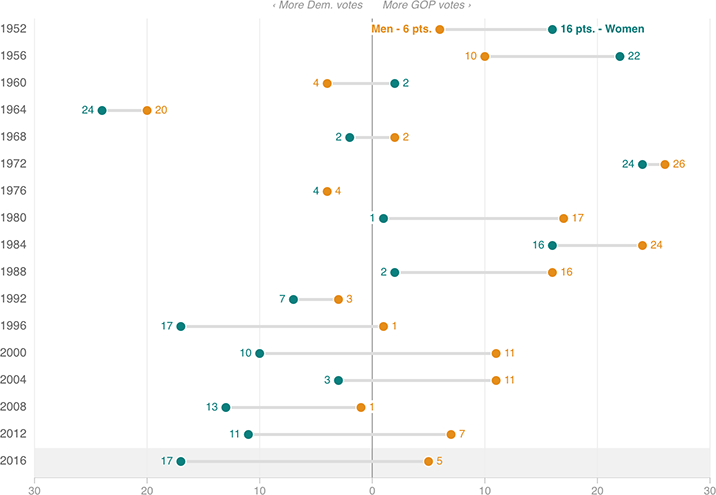 ‹ More Dem. votes More GOP votes ›
1952 Men - 6 pts. 16 pts. - Women
1956 10 22
1960 4 2
1964 24 20
1968 2 2
1972 24 26
1976 4 4
1980 1 17
1984 16 24
1988 2 16
1992 7 3
1996 17 1
2000 10 11
2004 3 11
2008 13 1
2012 11 7
2016 17 5
30 20 10 0 10 20 30